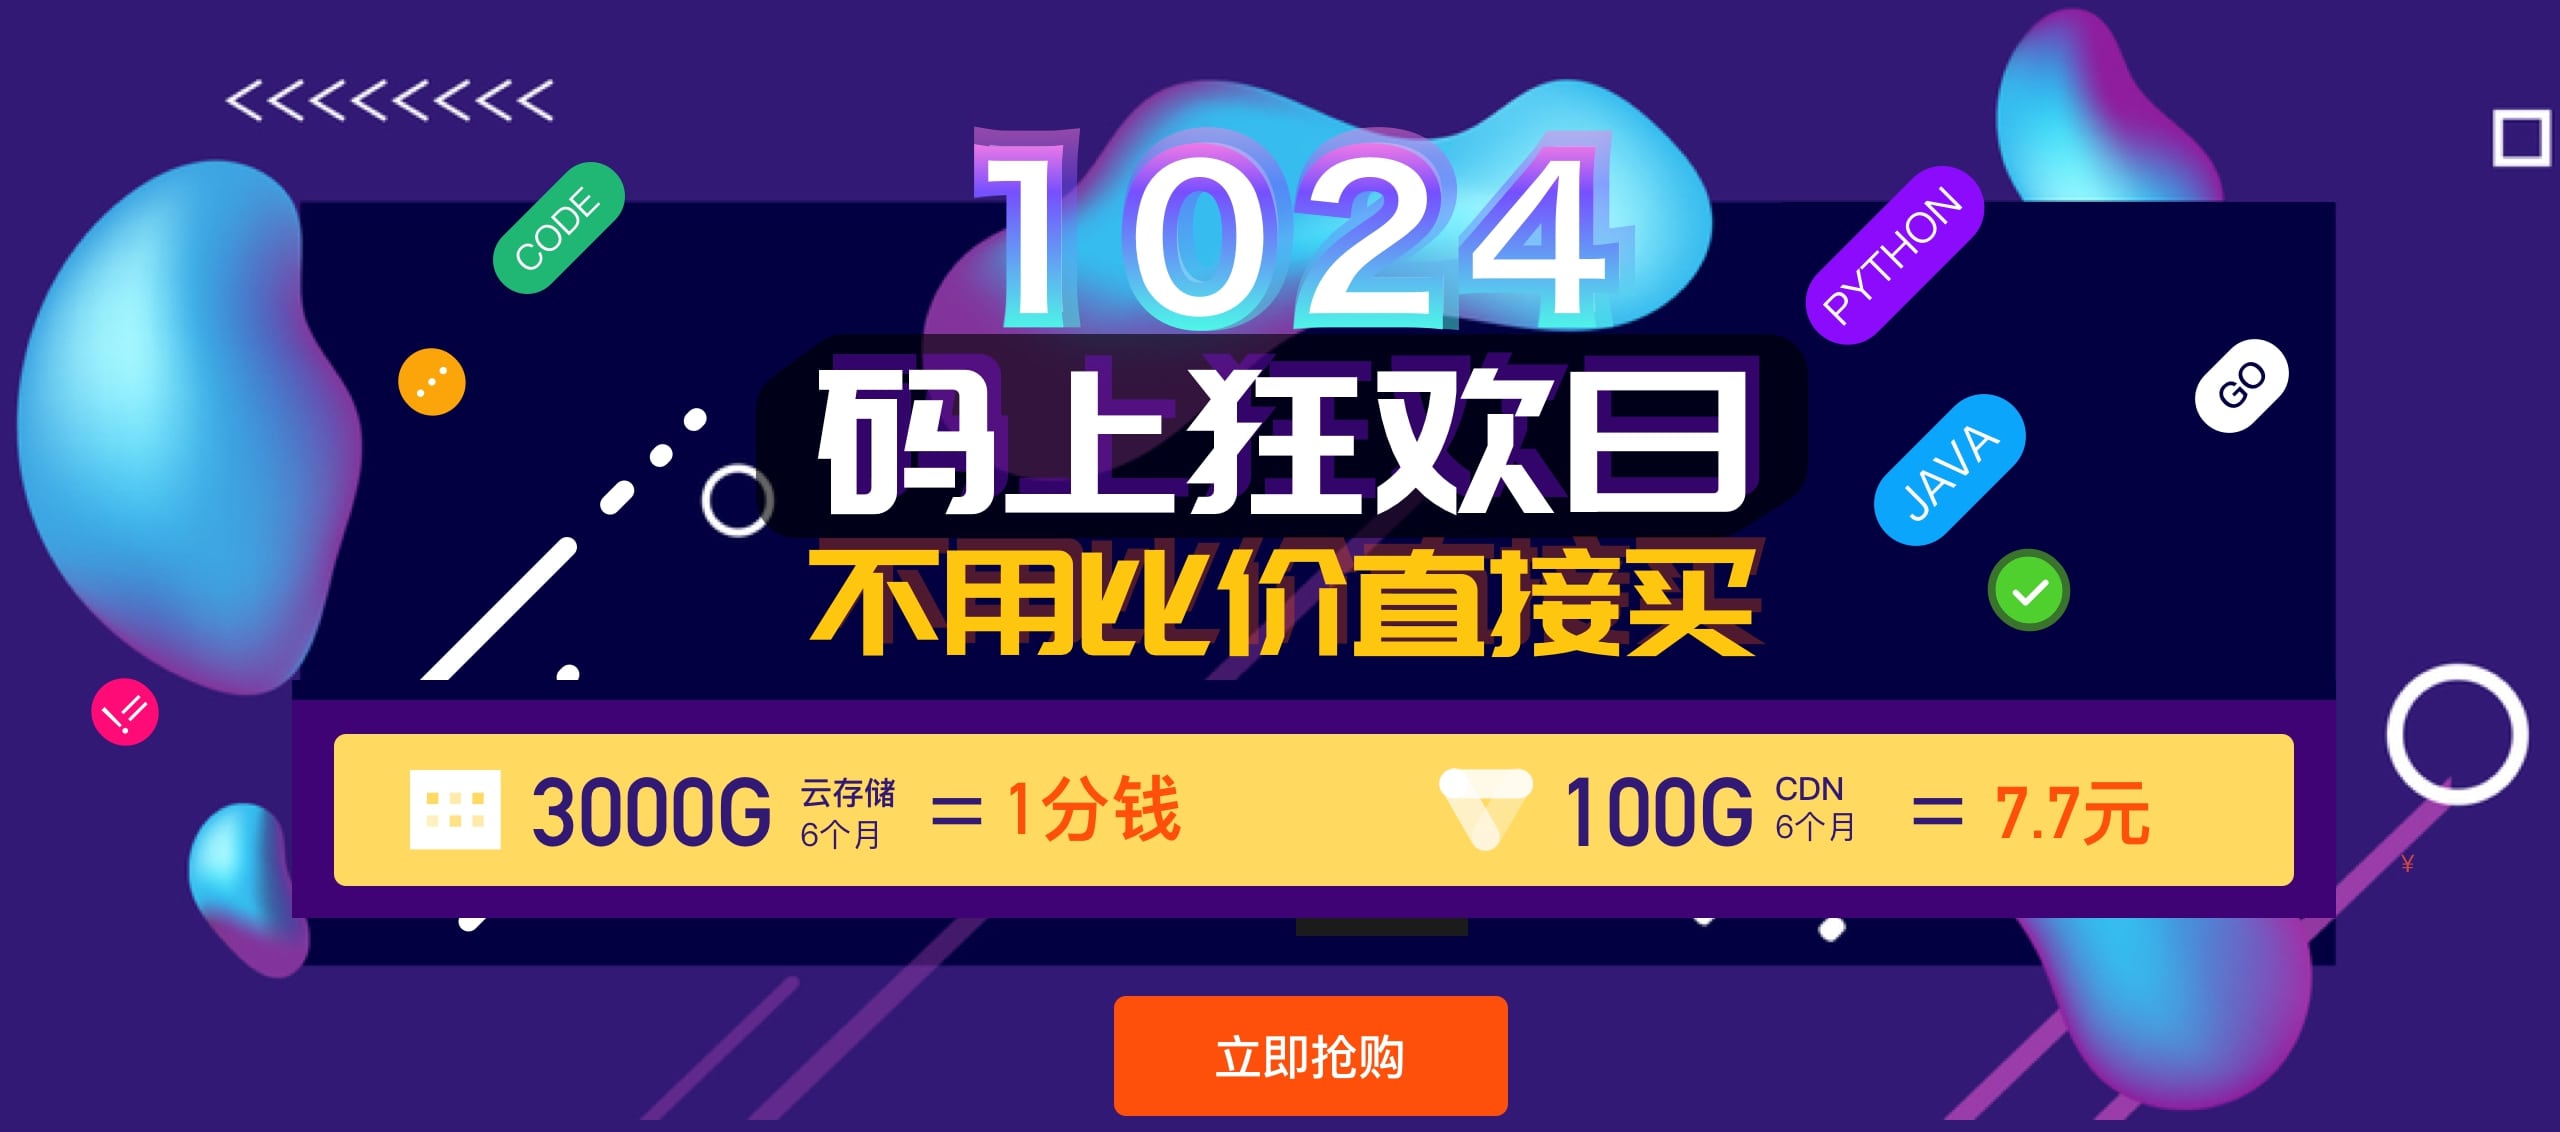 <<<<<<<<
CODE
1024
PYTHON
GO
码上狂欢日
JAVA
不用比价直接买
!=
3000G 云存储 6个月 = 1分钱
100G CDN 6个月 = 7.7元
¥
立即抢购